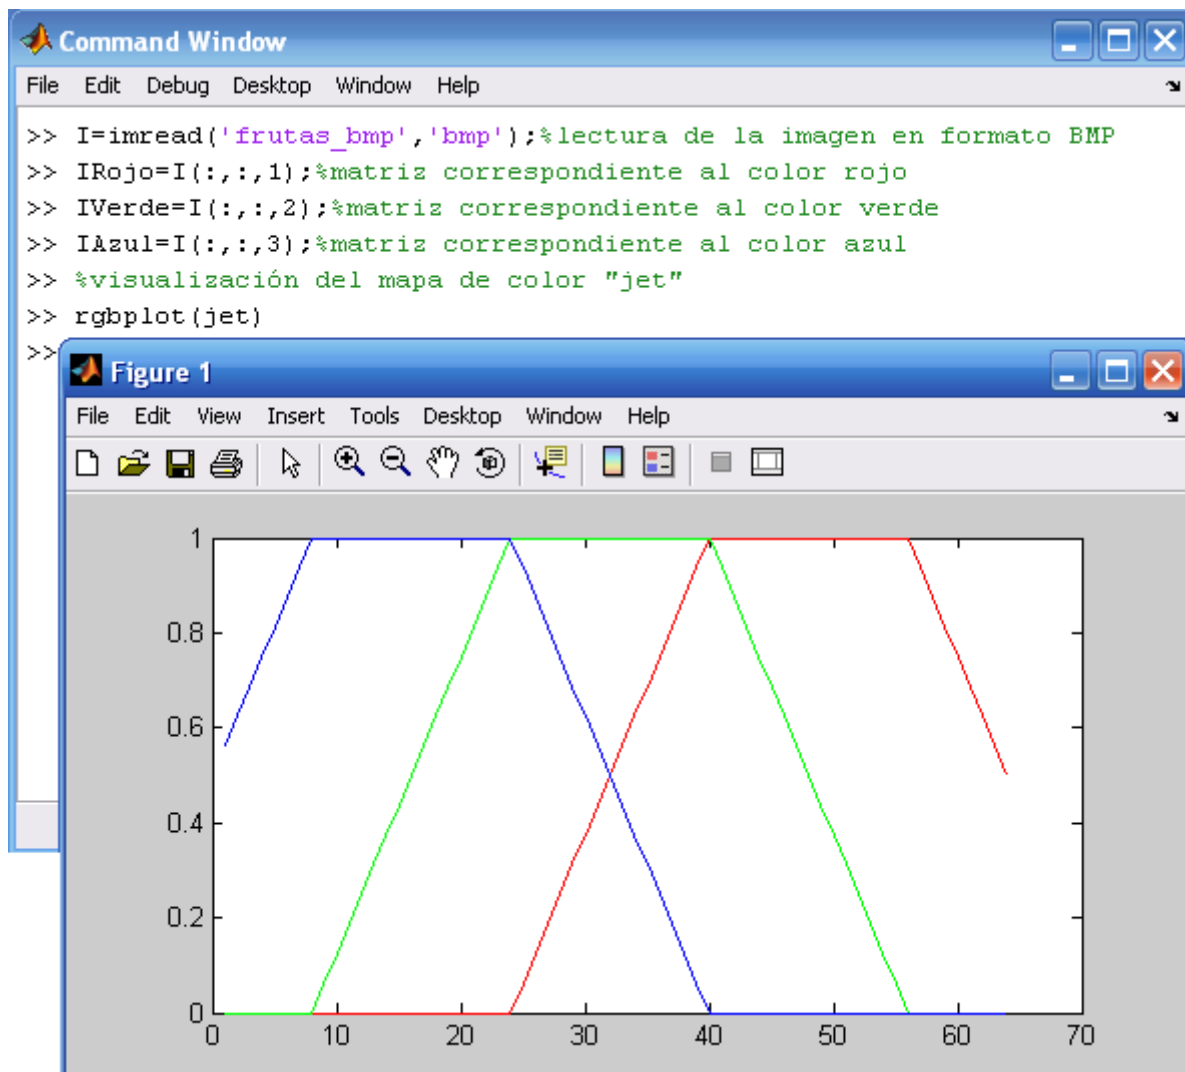 Command Window
File Edit Debug Desktop Window Help
>> I=imread('frutas_bmp','bmp');%lectura de la imagen en formato BMP
>> IRojo=I(:,:,1);%matriz correspondiente al color rojo
>> IVerde=I(:,:,2);%matriz correspondiente al color verde
>> IAzul=I(:,:,3);%matriz correspondiente al color azul
>> %visualización del mapa de color "jet"
>> rgbplot(jet)
>>
Figure 1
File Edit View Insert Tools Desktop Window Help
1
0.8
0.6
0.4
0.2
0
0 10 20 30 40 50 60 70